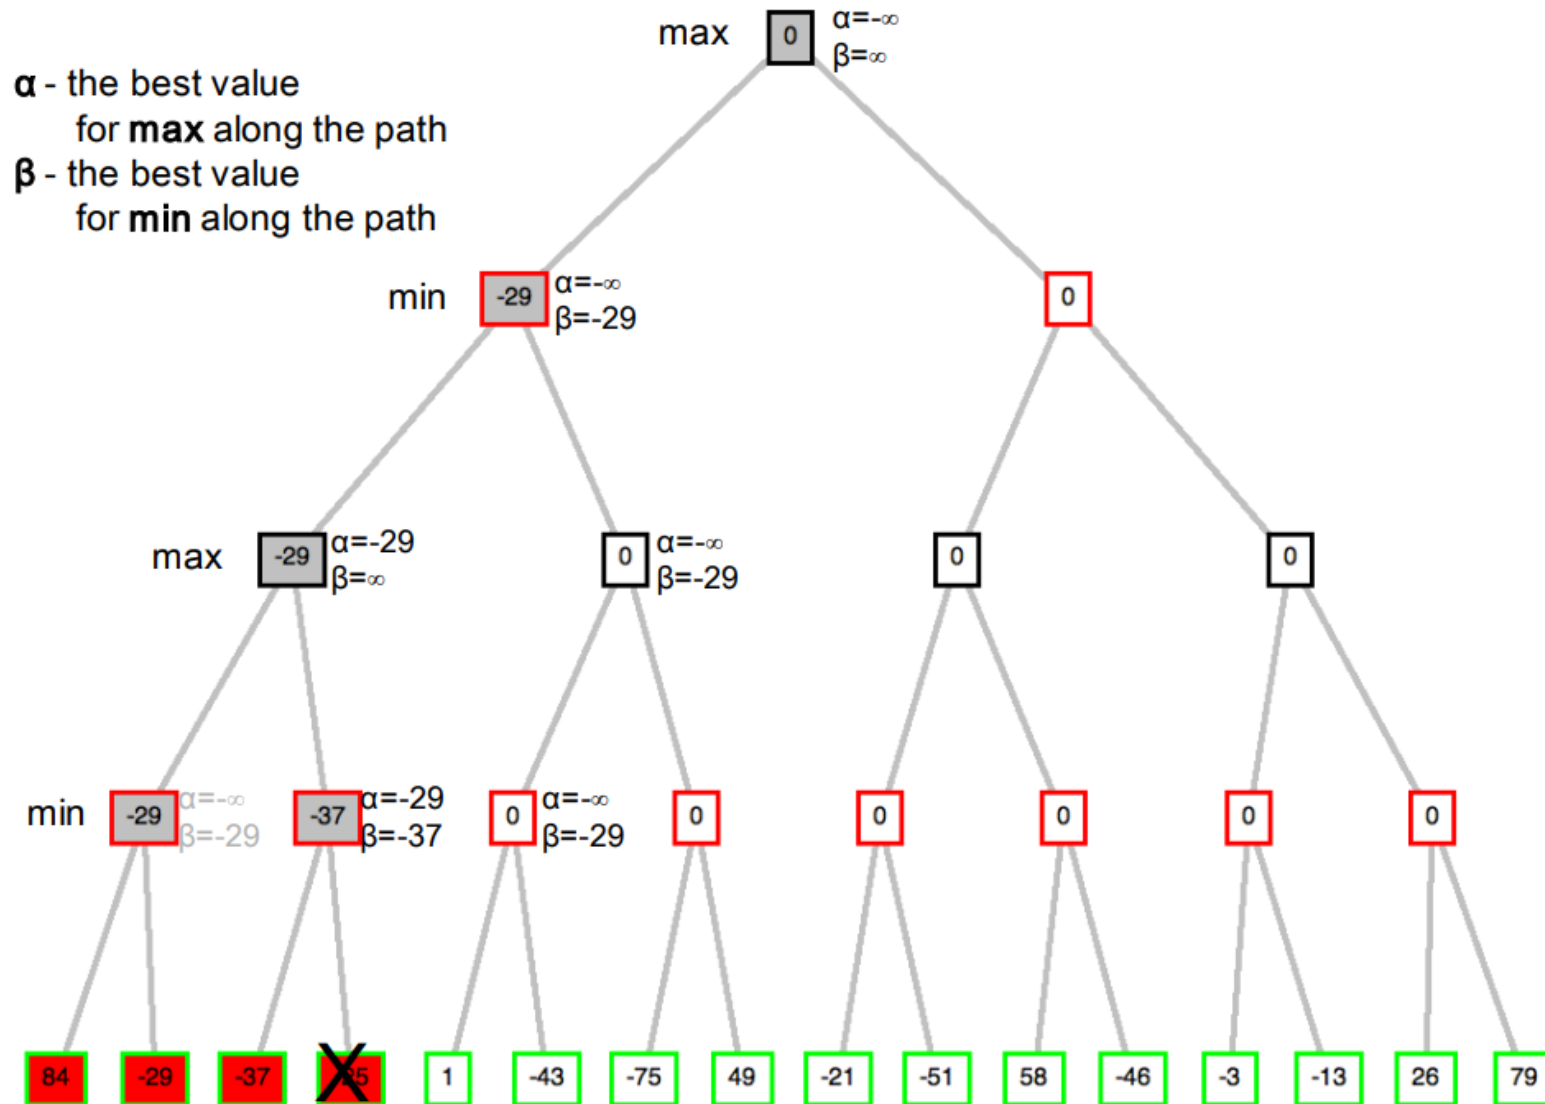 max 0 α=-∞
β=∞
α - the best value
for max along the path
β - the best value
for min along the path
min -29 α=-∞
β=-29
0
max -29 α=-29
β=∞
0 α=-∞
β=-29
0
0
min -29 α=-∞
β=-29
-37 α=-29
β=-37
0 α=-∞
β=-29
0
0
0
0
0
84 -29 -37 X 1 -43 -75 49 -21 -51 58 -46 -3 -13 26 79